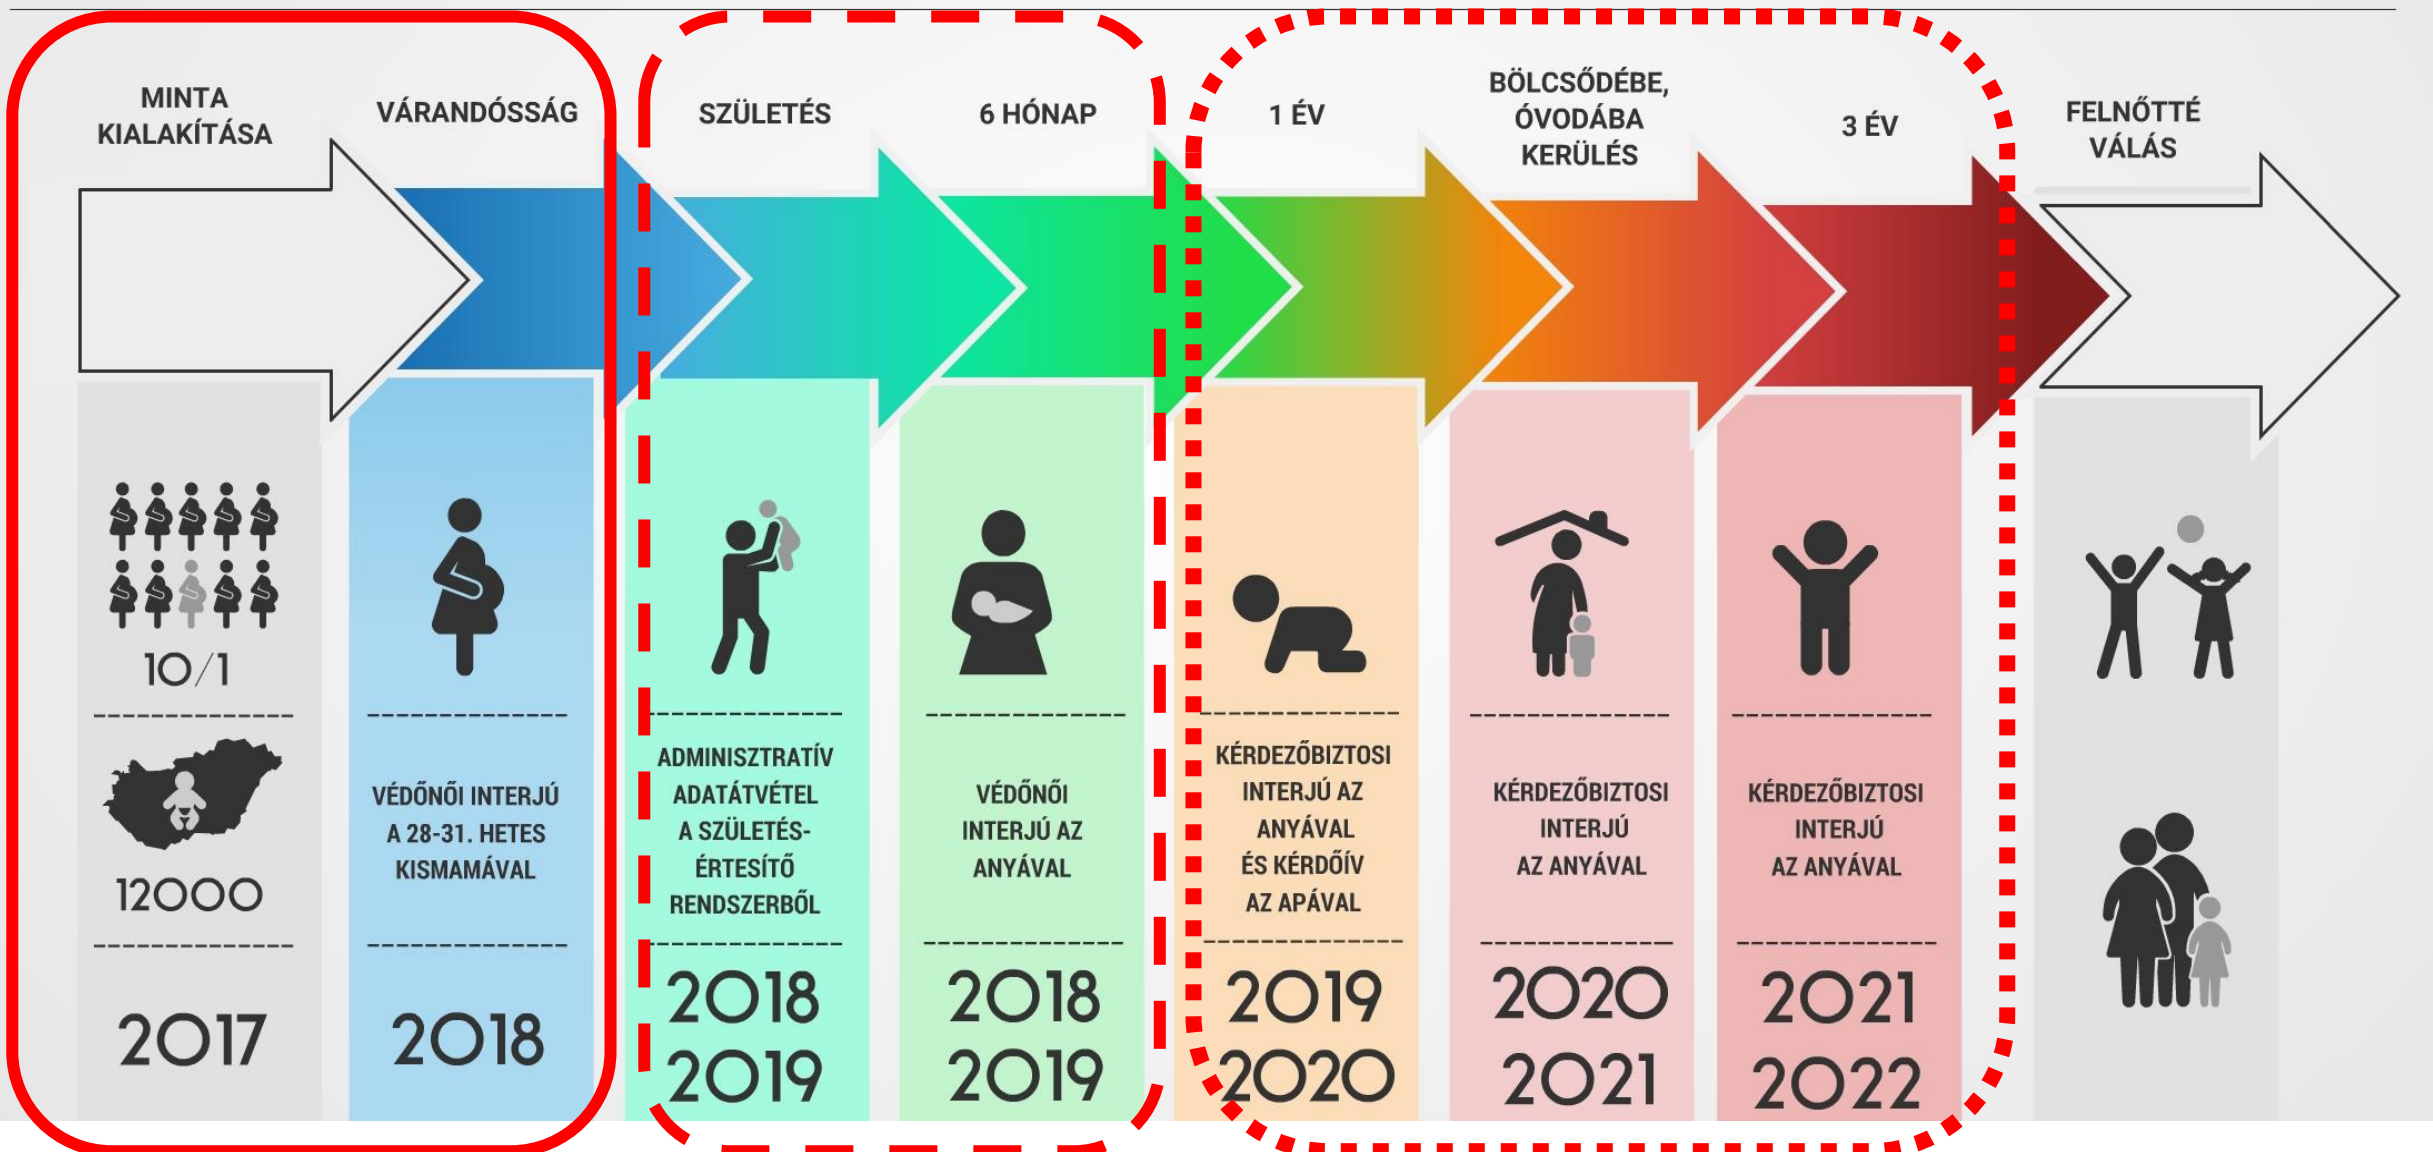 MINTA
KIALAKÍTÁSA
VÁRANDÓSSÁG
SZÜLETÉS
6 HÓNAP
1 ÉV
BÖLCSŐDÉBE,
ÓVODÁBA
KERÜLÉS
3 ÉV
FELNŐTTÉ
VÁLÁS
10/1
12000
2017
VÉDŐNŐI INTERJÚ
A 28-31. HETES
KISMAMÁVAL
2018
ADMINISZTRATÍV
ADATÁTVÉTEL
A SZÜLETÉS-
ÉRTESÍTŐ
RENDSZERBŐL
2018
2019
VÉDŐNŐI
INTERJÚ AZ
ANYÁVAL
2018
2019
KÉRDEZŐBIZTOSI
INTERJÚ AZ
ANYÁVAL
ÉS KÉRDŐÍV
AZ APÁVAL
2019
2020
KÉRDEZŐBIZTOSI
INTERJÚ
AZ ANYÁVAL
2020
2021
KÉRDEZŐBIZTOSI
INTERJÚ
AZ ANYÁVAL
2021
2022